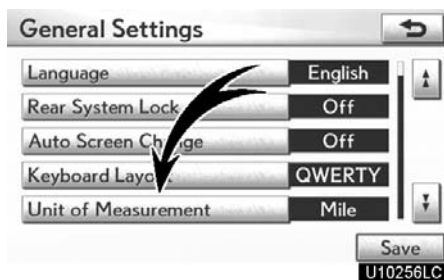 General Settings
Language English
Rear System Lock Off
Auto Screen Change Off
Keyboard Layout QWERTY
Unit of Measurement Mile
Save
U10256LC